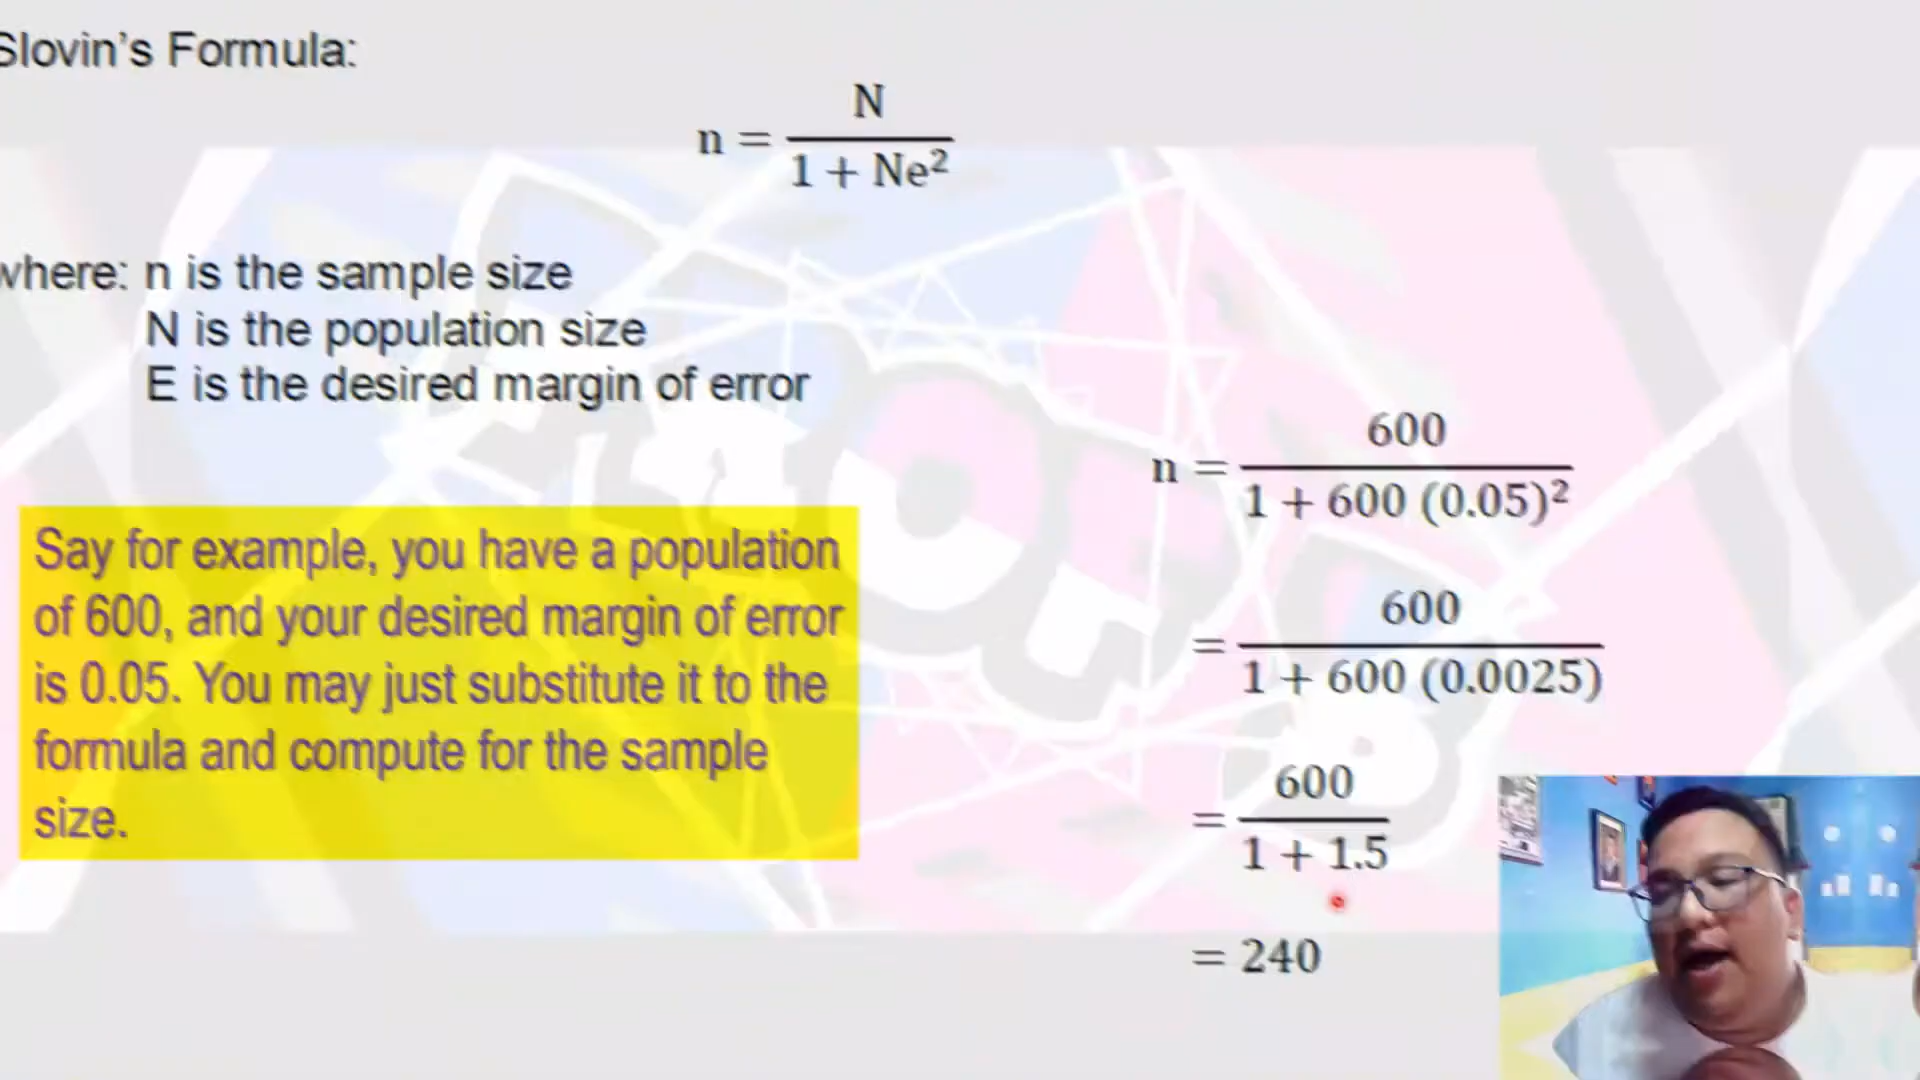 Slovin's Formula:
n = N / 1 + Ne²
where: n is the sample size
N is the population size
E is the desired margin of error
Say for example, you have a population
of 600, and your desired margin of error
is 0.05. You may just substitute it to the
formula and compute for the sample
size.
n = 600 / 1 + 600 (0.05)²
= 600 / 1 + 600 (0.0025)
= 600 / 1 + 1.5
= 240